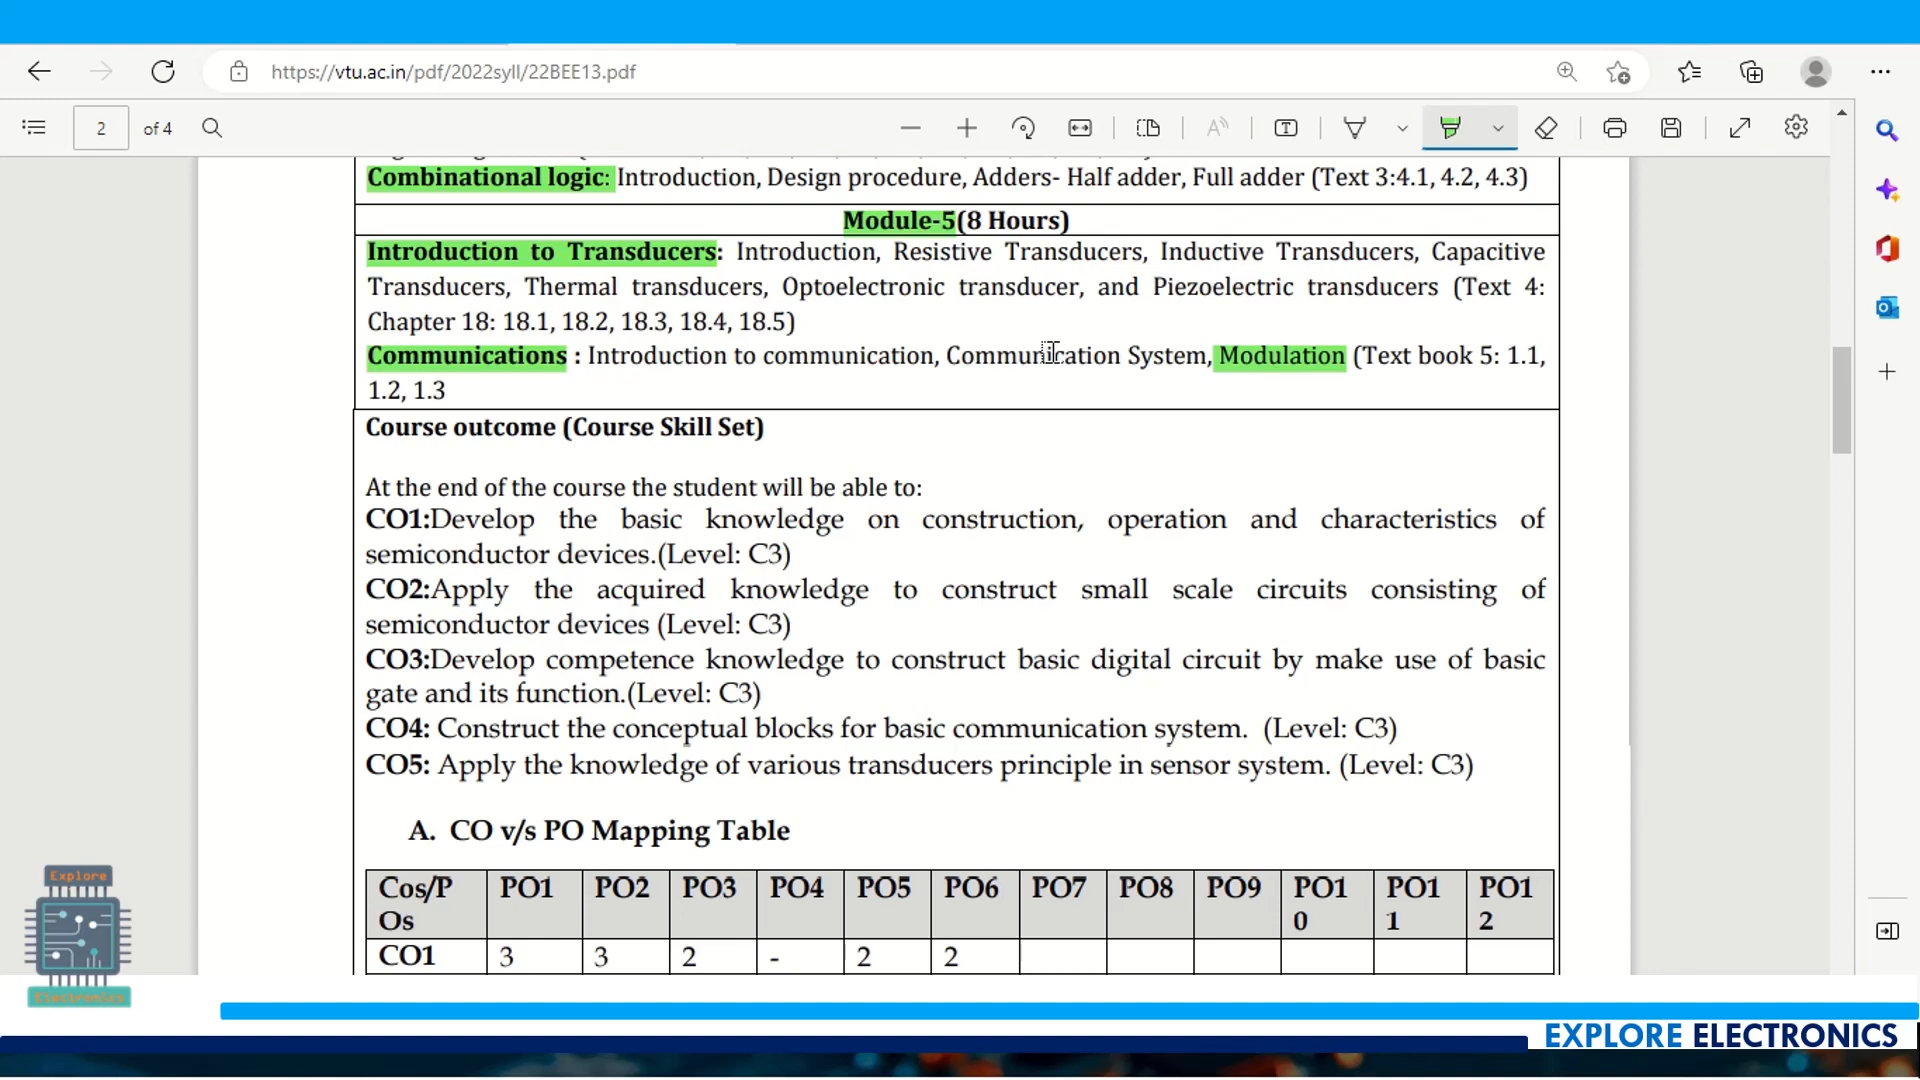 https://vtu.ac.in/pdf/2022syll/22BEE13.pdf
2 of 4
Combinational logic: Introduction, Design procedure, Adders- Half adder, Full adder (Text 3:4.1, 4.2, 4.3)
Module-5(8 Hours)
Introduction to Transducers: Introduction, Resistive Transducers, Inductive Transducers, Capacitive
Transducers, Thermal transducers, Optoelectronic transducer, and Piezoelectric transducers (Text 4:
Chapter 18: 18.1, 18.2, 18.3, 18.4, 18.5)
Communications : Introduction to communication, Communication System, Modulation (Text book 5: 1.1,
1.2, 1.3
Course outcome (Course Skill Set)
At the end of the course the student will be able to:
CO1:Develop the basic knowledge on construction, operation and characteristics of
semiconductor devices.(Level: C3)
CO2:Apply the acquired knowledge to construct small scale circuits consisting of
semiconductor devices (Level: C3)
CO3:Develop competence knowledge to construct basic digital circuit by make use of basic
gate and its function.(Level: C3)
CO4: Construct the conceptual blocks for basic communication system. (Level: C3)
CO5: Apply the knowledge of various transducers principle in sensor system. (Level: C3)
A. CO v/s PO Mapping Table
Cos/P PO1 PO2 PO3 PO4 PO5 PO6 PO7 PO8 PO9 PO1 PO1 PO1
Os 0 1 2
CO1 3 3 2 - 2 2
Explore
Electronics
EXPLORE ELECTRONICS